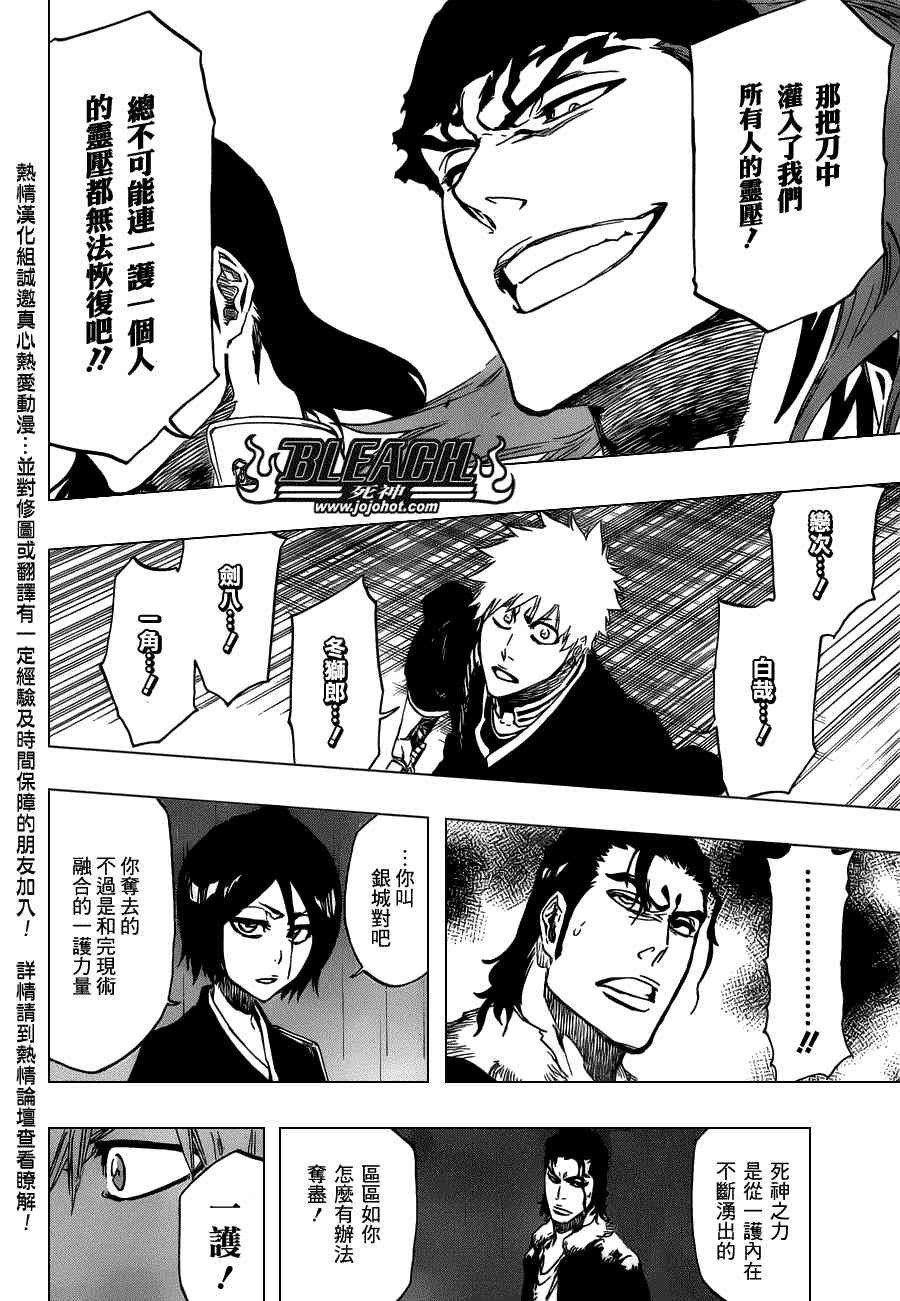 那把刀中
灌入了我們
所有人的靈壓！
總不可能連一護一個人
的靈壓都無法恢復吧!!
BLEACH
死神
www.jojohot.com
戀次…!
白哉…!
冬獅郎…!
劍八…!
一角…!
………………!!
…你叫
銀城對吧
你奪去的
不過是和完現術
融合的一護力量
死神之力
是從一護內在
不斷湧出的
區區如你
怎麼有辦法
奪盡！
一護！
熱情漢化組誠邀真心熱愛動漫…並對修圖或翻譯有一定經驗及時間保障的朋友加入！ 詳情請到熱情論壇查看瞭解！